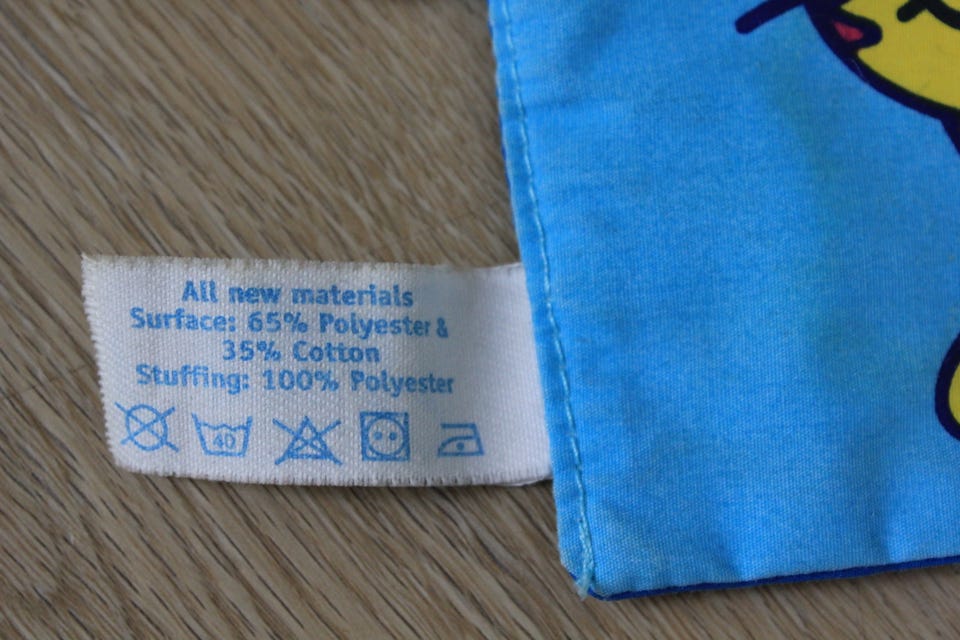 All new materials
Surface: 65% Polyester &
35% Cotton
Stuffing: 100% Polyester
40